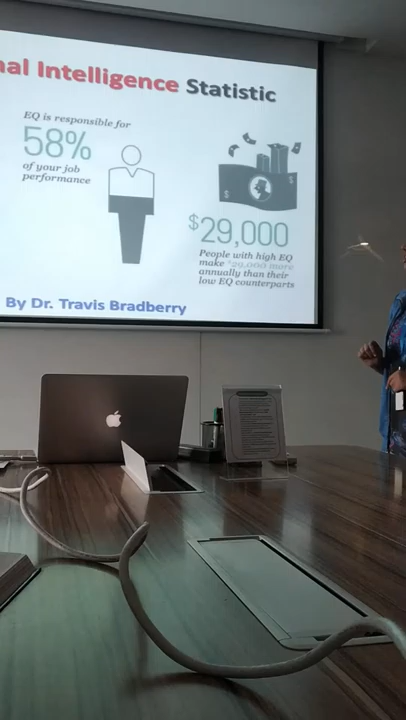 nal Intelligence Statistic
EQ is responsible for
58%
of your job
performance
$29,000
People with high EQ
make $29,000 more
annually than their
low EQ counterparts
By Dr. Travis Bradberry